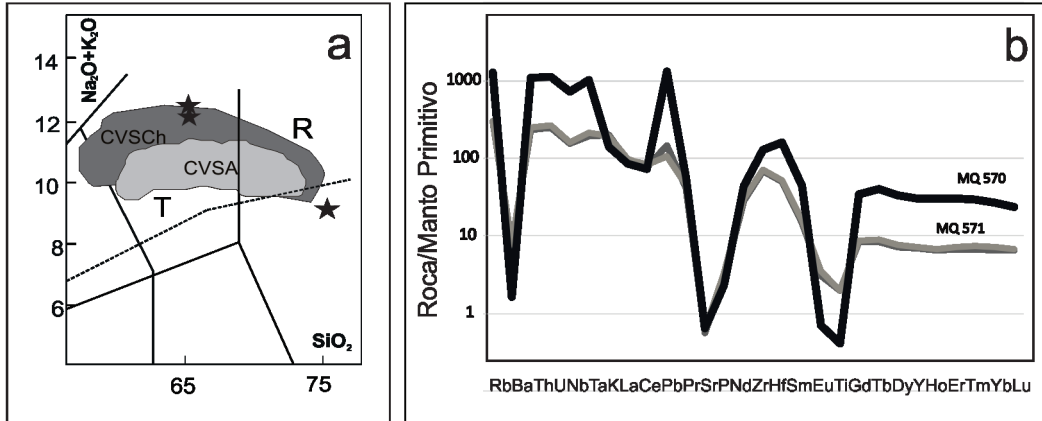 a
Na₂O+K₂O
14
12
10
8
6
CVSCh
CVSA
R
T
SiO₂
65
75
b
Roca/Manto Primitivo
1000
100
10
1
MQ 570
MQ 571
RbBaThUNbTaKLaCePbPrSrPNdZrHfSmEuTiGdTbDyYHoErTmYbLu